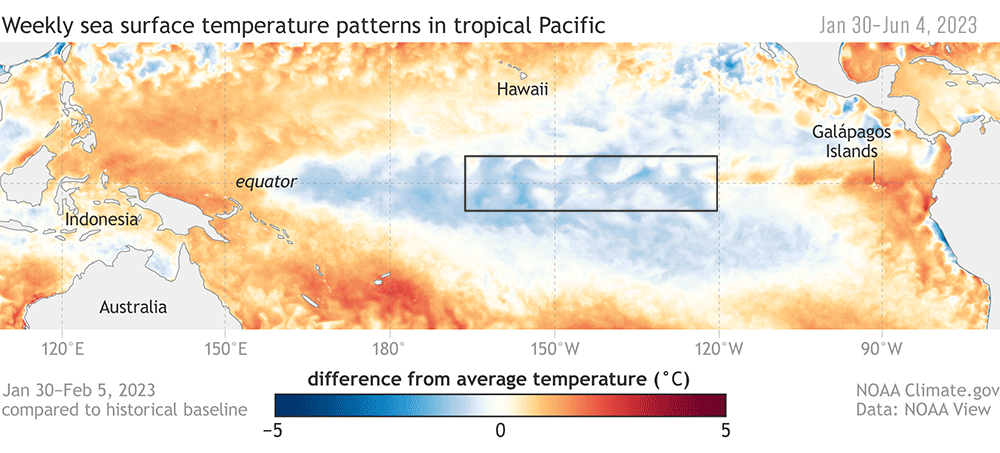 Weekly sea surface temperature patterns in tropical Pacific
Jan 30–Jun 4, 2023
Hawaii
Galápagos
Islands
equator
Indonesia
Australia
120°E
150°E
180°
150°W
120°W
90°W
Jan 30–Feb 5, 2023
compared to historical baseline
difference from average temperature (°C)
−5
0
5
NOAA Climate.gov
Data: NOAA View